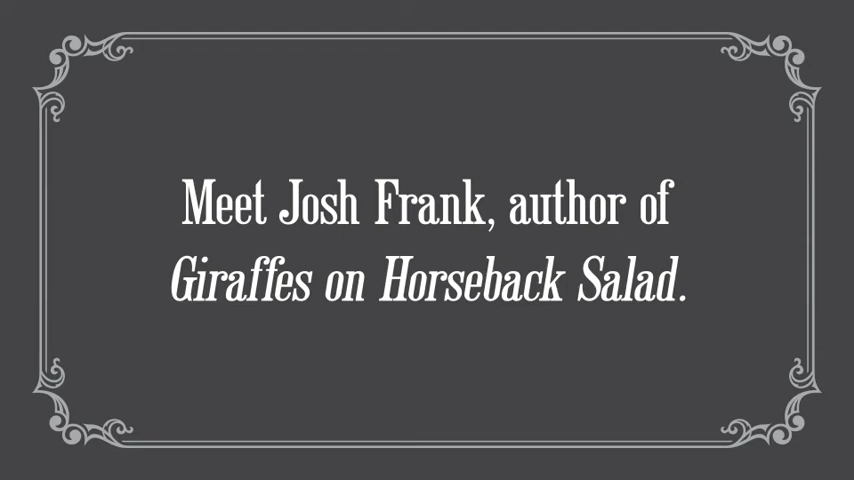 Meet Josh Frank, author of
Giraffes on Horseback Salad.